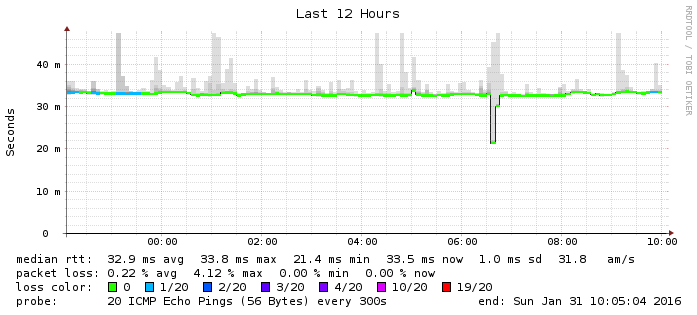 Last 12 Hours
RRDTOOL / TOBI OETIKER
Seconds
40 m
30 m
20 m
10 m
0
00:00 02:00 04:00 06:00 08:00 10:00
median rtt: 32.9 ms avg 33.8 ms max 21.4 ms min 33.5 ms now 1.0 ms sd 31.8 am/s
packet loss: 0.22 % avg 4.12 % max 0.00 % min 0.00 % now
loss color: 0 1/20 2/20 3/20 4/20 10/20 19/20
probe: 20 ICMP Echo Pings (56 Bytes) every 300s end: Sun Jan 31 10:05:04 2016